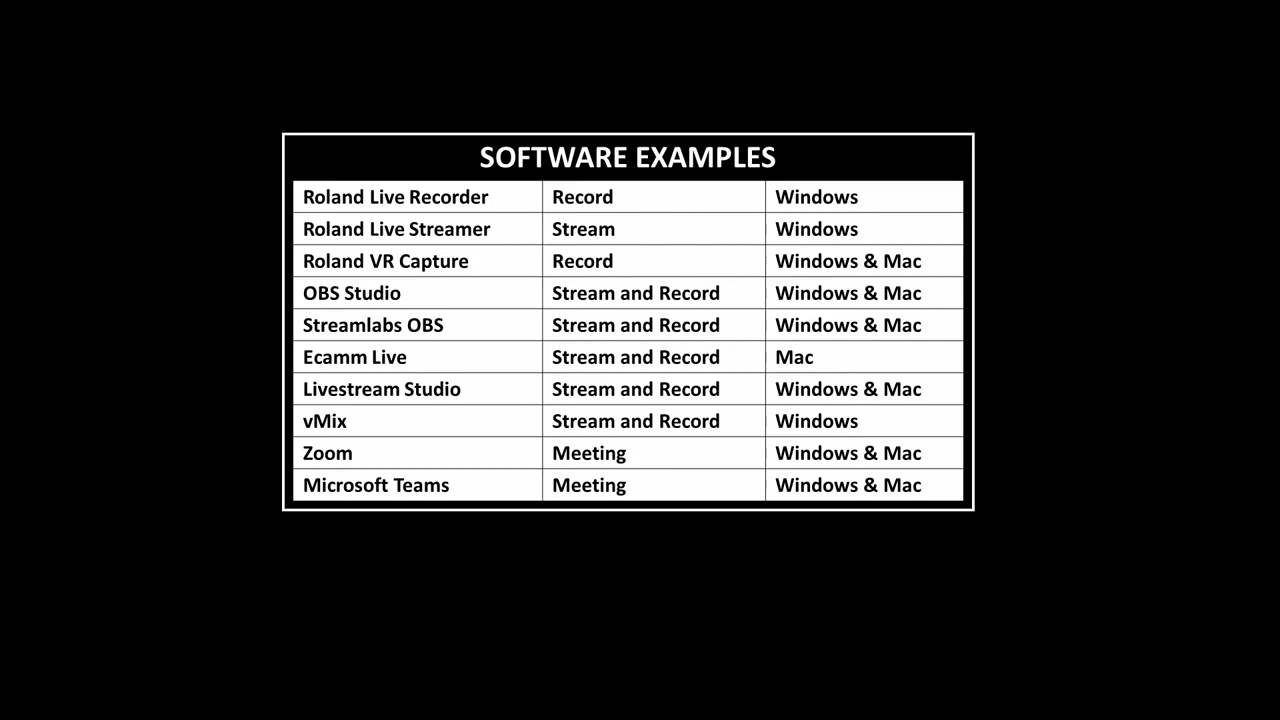 SOFTWARE EXAMPLES
Roland Live Recorder Record Windows
Roland Live Streamer Stream Windows
Roland VR Capture Record Windows & Mac
OBS Studio Stream and Record Windows & Mac
Streamlabs OBS Stream and Record Windows & Mac
Ecamm Live Stream and Record Mac
Livestream Studio Stream and Record Windows & Mac
vMix Stream and Record Windows
Zoom Meeting Windows & Mac
Microsoft Teams Meeting Windows & Mac